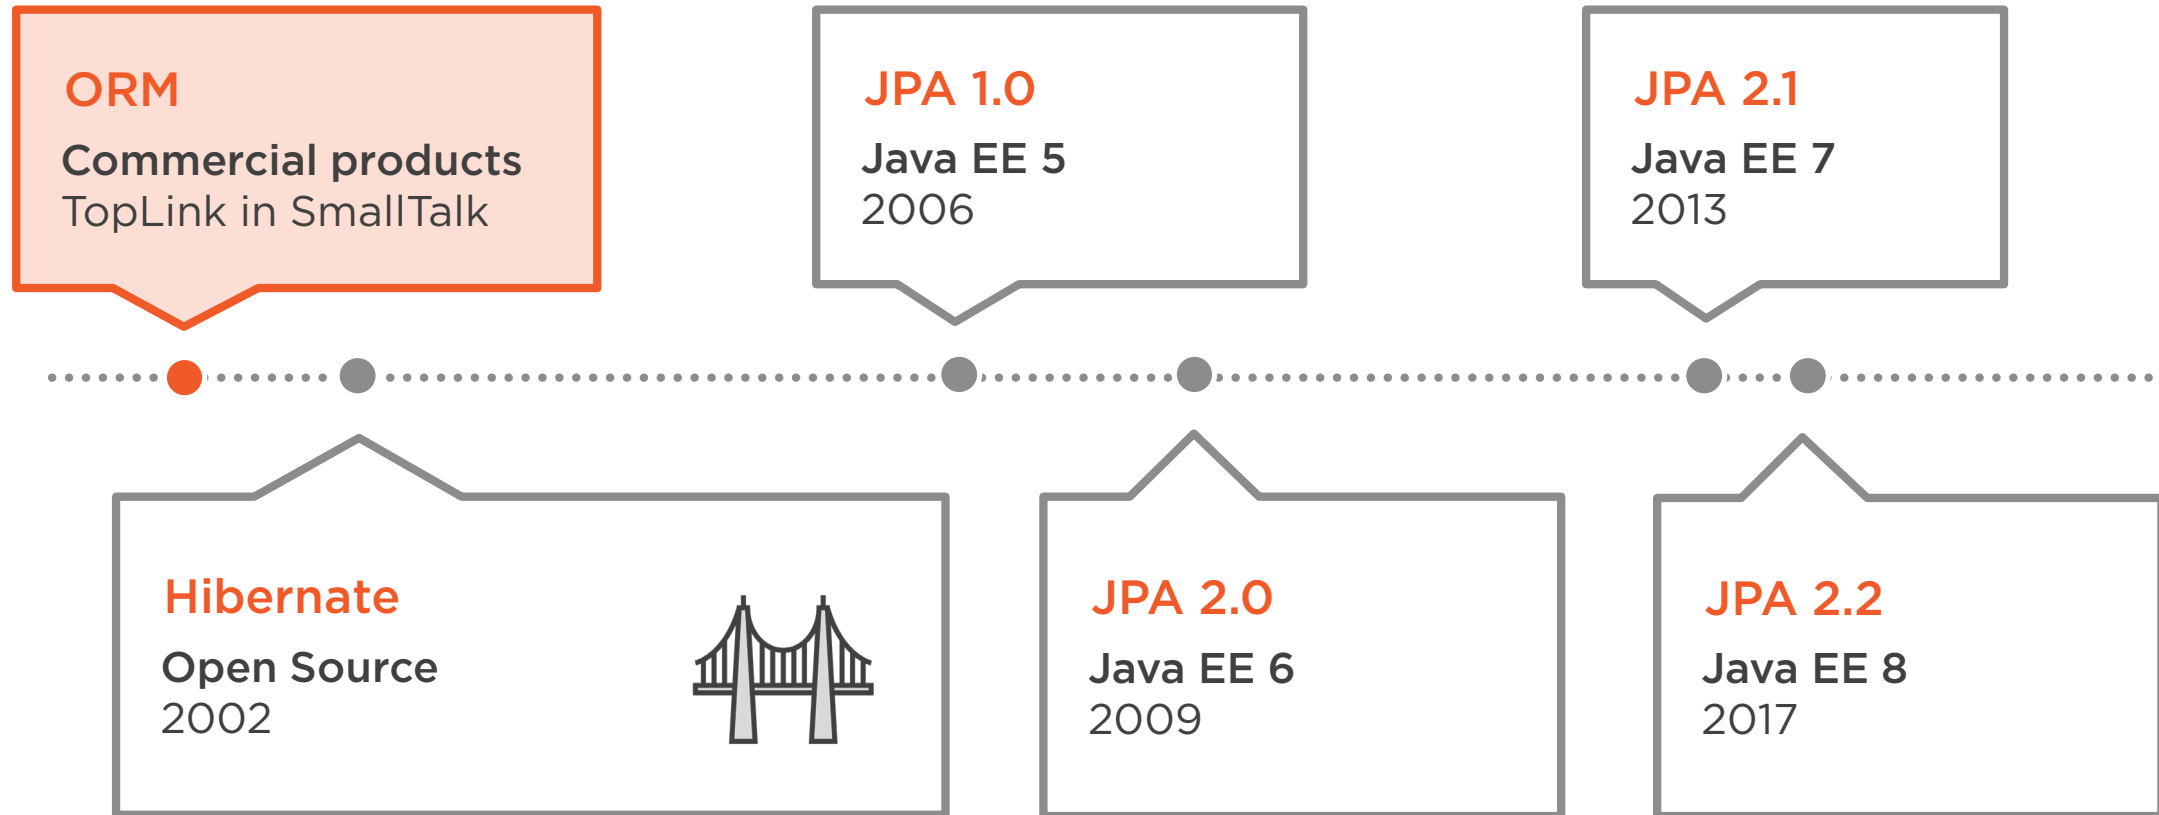 ORM
Commercial products
TopLink in SmallTalk
JPA 1.0
Java EE 5
2006
JPA 2.1
Java EE 7
2013
Hibernate
Open Source
2002
JPA 2.0
Java EE 6
2009
JPA 2.2
Java EE 8
2017